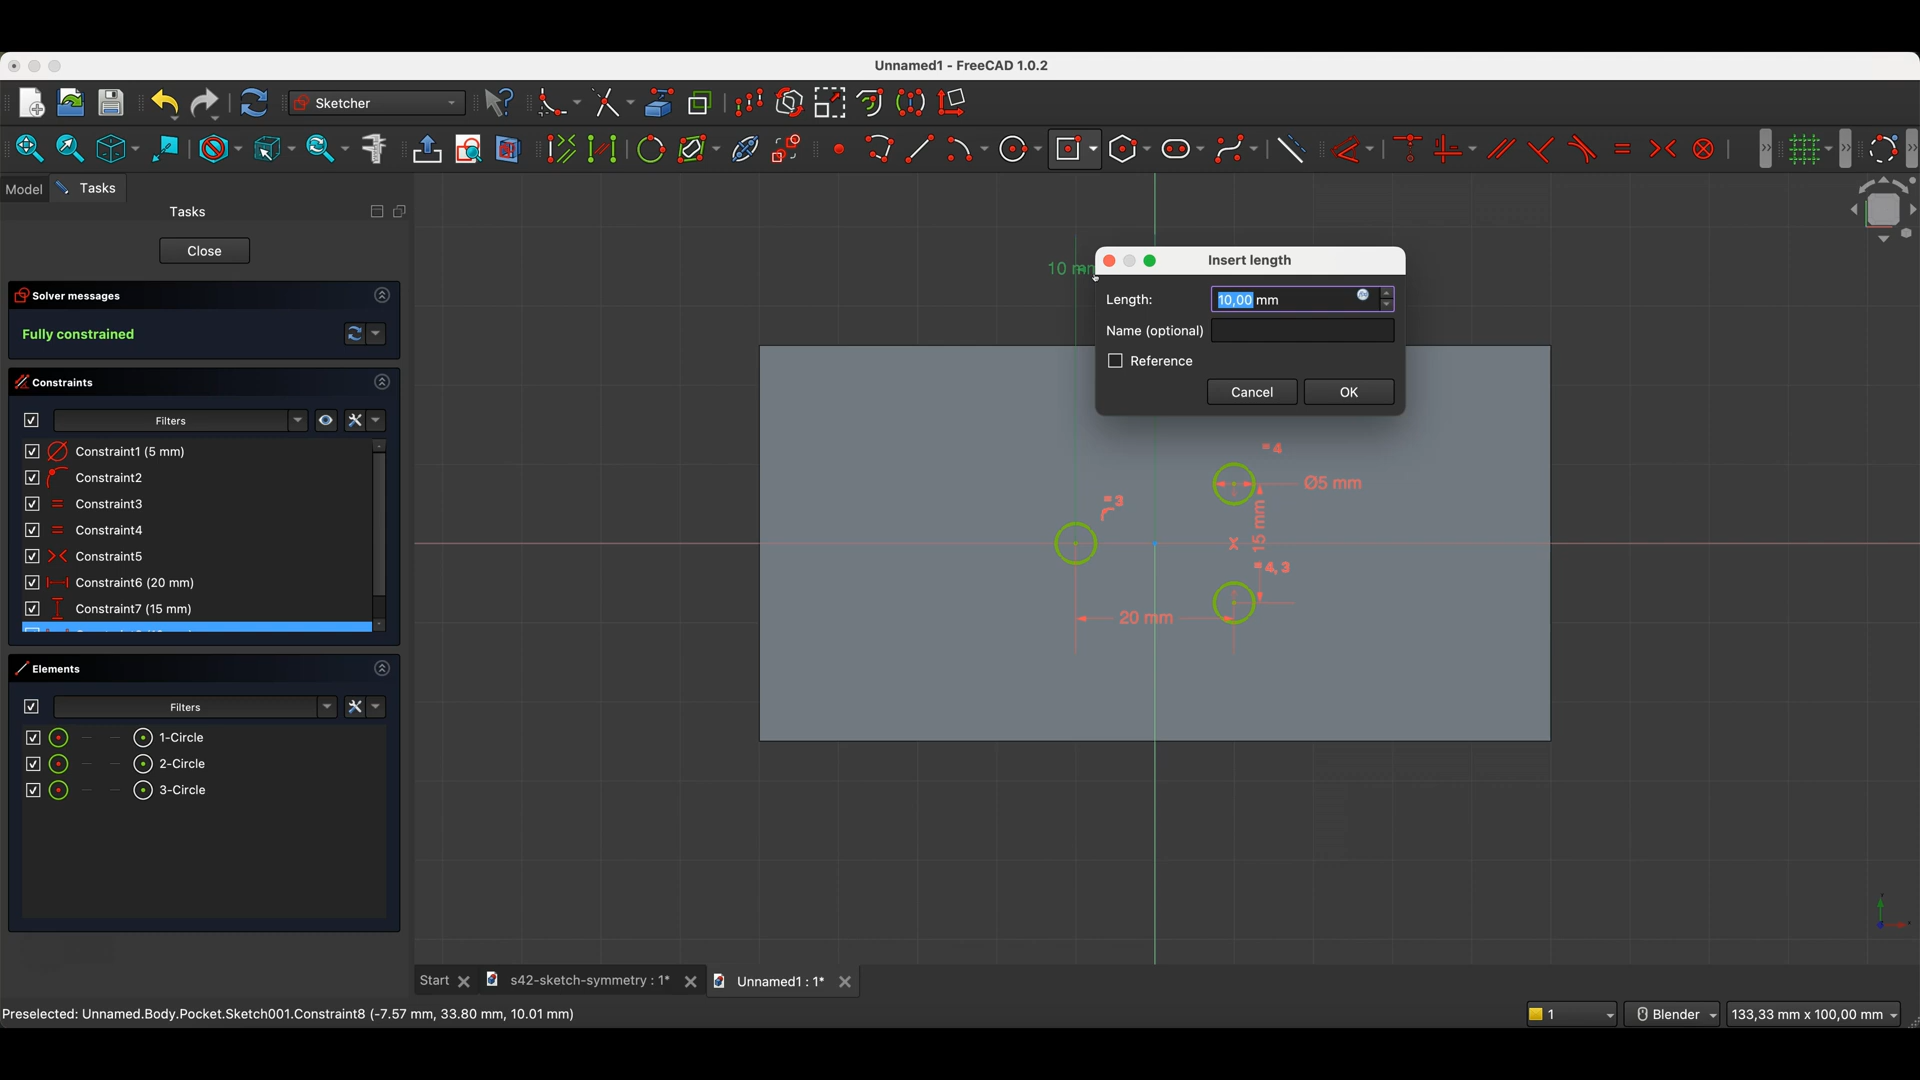 Unnamed1 - FreeCAD 1.0.2
Sketcher
Model
Tasks
Tasks
Close
Solver messages
Fully constrained
Constraints
Filters
Constraint1 (5 mm)
Constraint2
Constraint3
Constraint4
Constraint5
Constraint6 (20 mm)
Constraint7 (15 mm)
Elements
Filters
1-Circle
2-Circle
3-Circle
10 mm
Insert length
Length:
10,00 mm
Name (optional)
Reference
Cancel
OK
=4
Ø5 mm
=3
15 mm
=4, 3
20 mm
Start
s42-sketch-symmetry : 1*
Unnamed1 : 1*
Preselected: Unnamed.Body.Pocket.Sketch001.Constraint8 (-7.57 mm, 33.80 mm, 10.01 mm)
1
Blender
133,33 mm x 100,00 mm